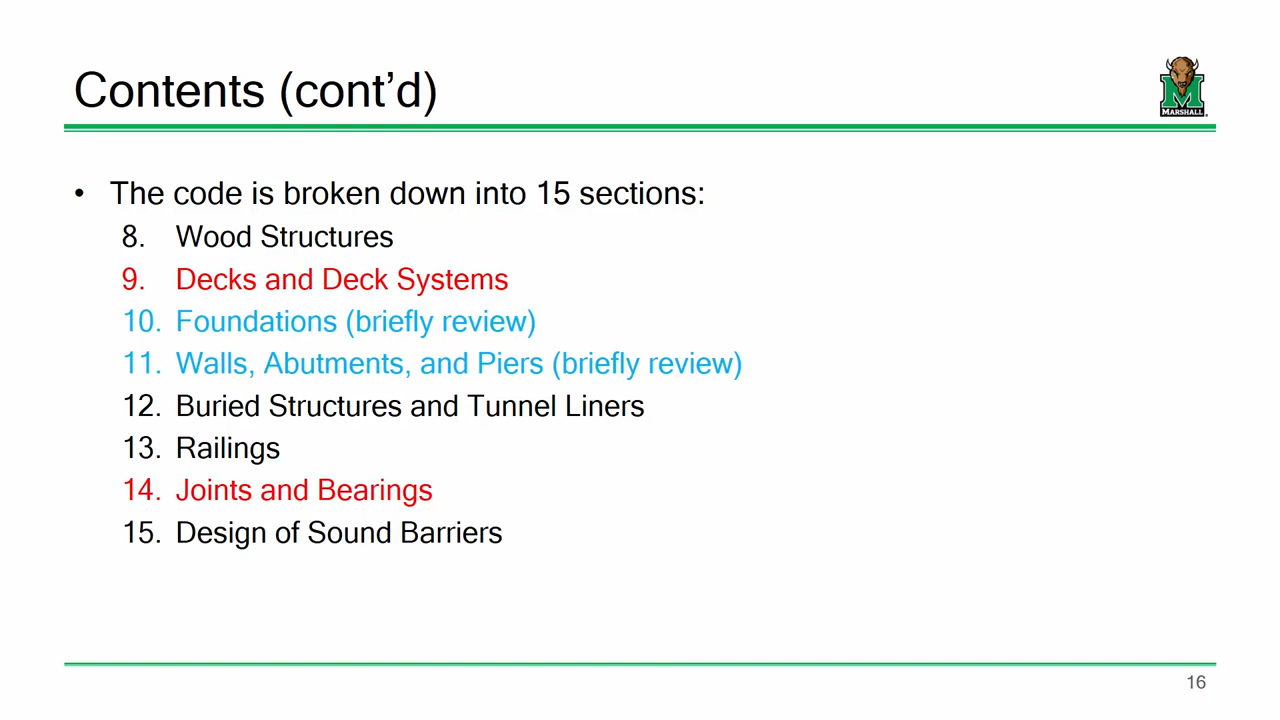 Contents (cont’d)
MARSHALL
• The code is broken down into 15 sections:
8. Wood Structures
9. Decks and Deck Systems
10. Foundations (briefly review)
11. Walls, Abutments, and Piers (briefly review)
12. Buried Structures and Tunnel Liners
13. Railings
14. Joints and Bearings
15. Design of Sound Barriers
16